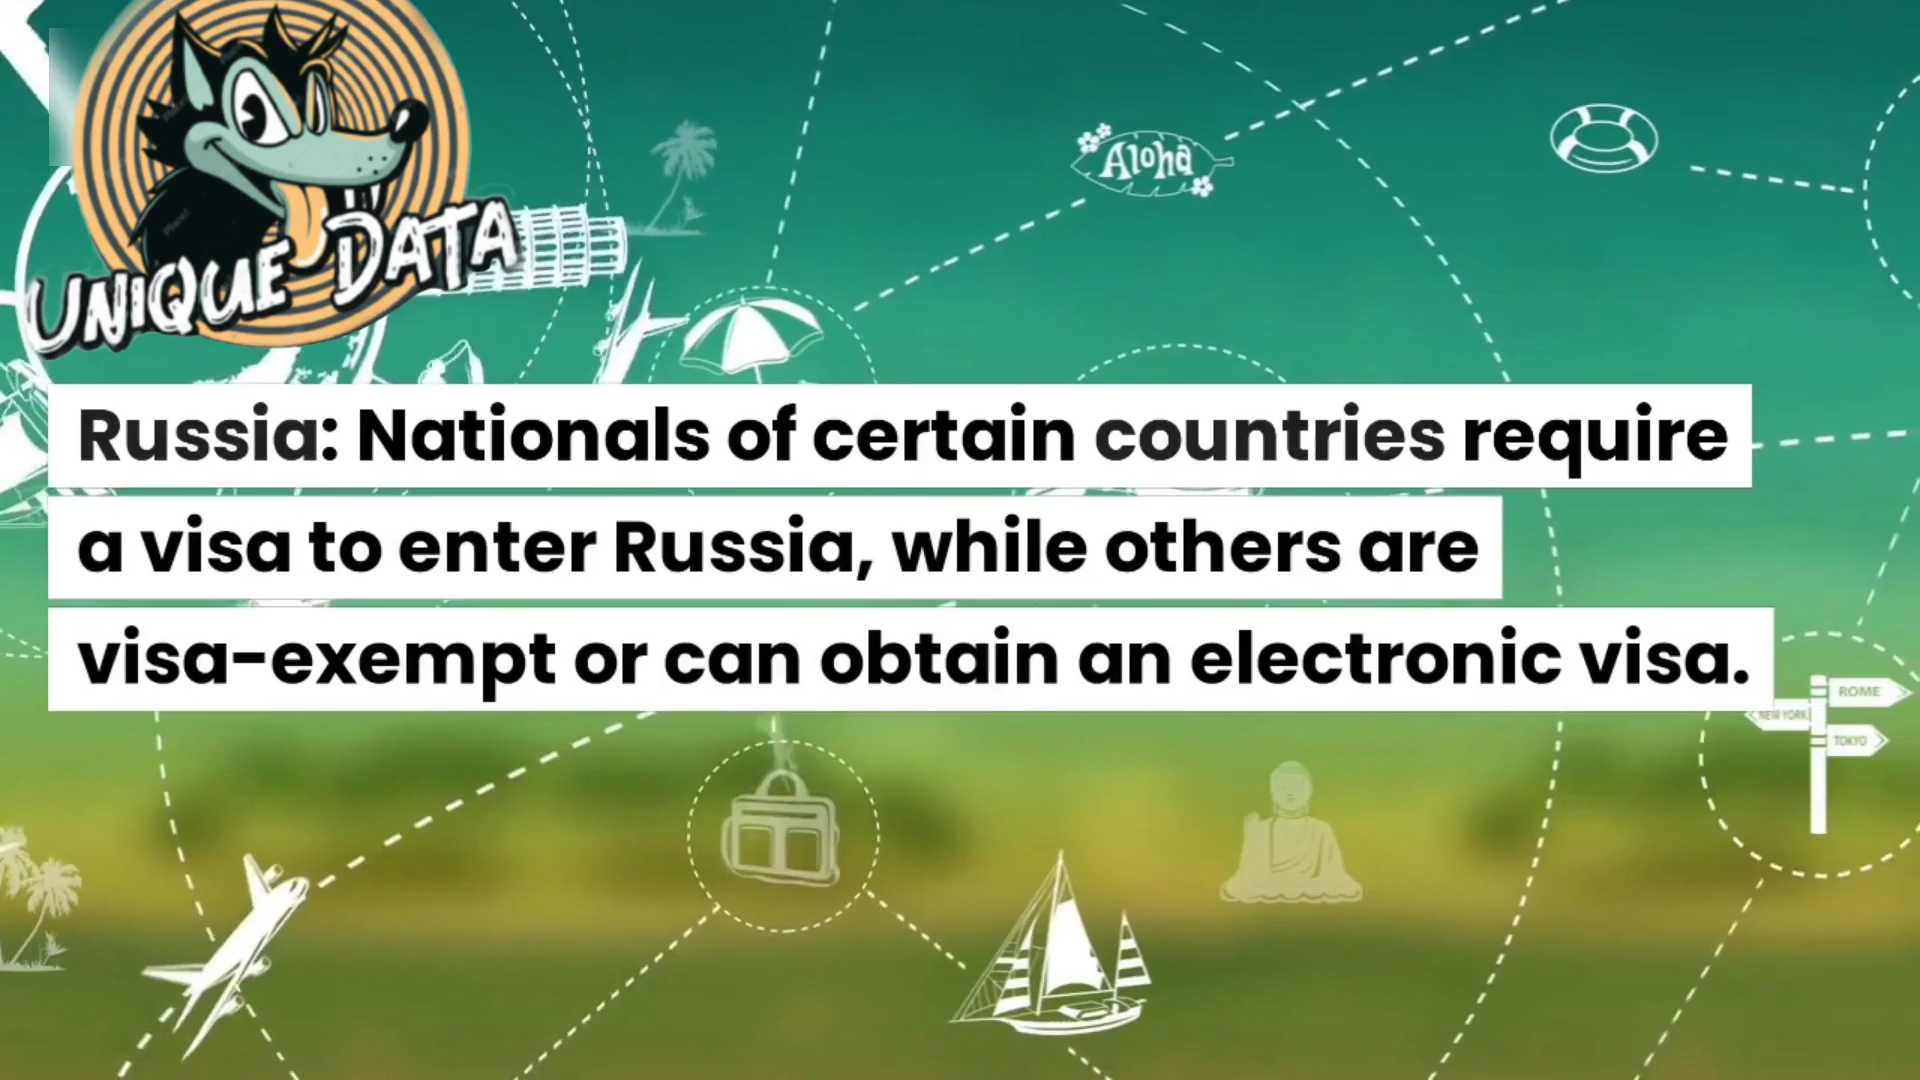 UNIQUE DATA
Aloha
Russia: Nationals of certain countries require
a visa to enter Russia, while others are
visa-exempt or can obtain an electronic visa.
ROME
NEW YORK
TOKYO